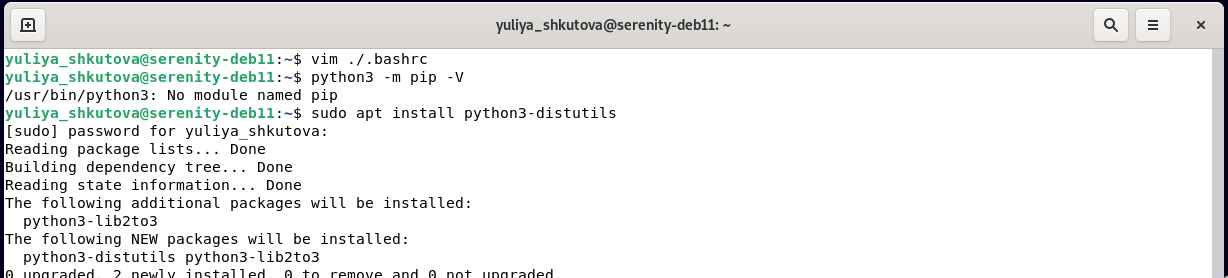 yuliya_shkutova@serenity-deb11: ~
yuliya_shkutova@serenity-deb11:~$ vim ./.bashrc
yuliya_shkutova@serenity-deb11:~$ python3 -m pip -V
/usr/bin/python3: No module named pip
yuliya_shkutova@serenity-deb11:~$ sudo apt install python3-distutils
[sudo] password for yuliya_shkutova:
Reading package lists... Done
Building dependency tree... Done
Reading state information... Done
The following additional packages will be installed:
  python3-lib2to3
The following NEW packages will be installed:
  python3-distutils python3-lib2to3
0 upgraded, 2 newly installed, 0 to remove and 0 not upgraded.